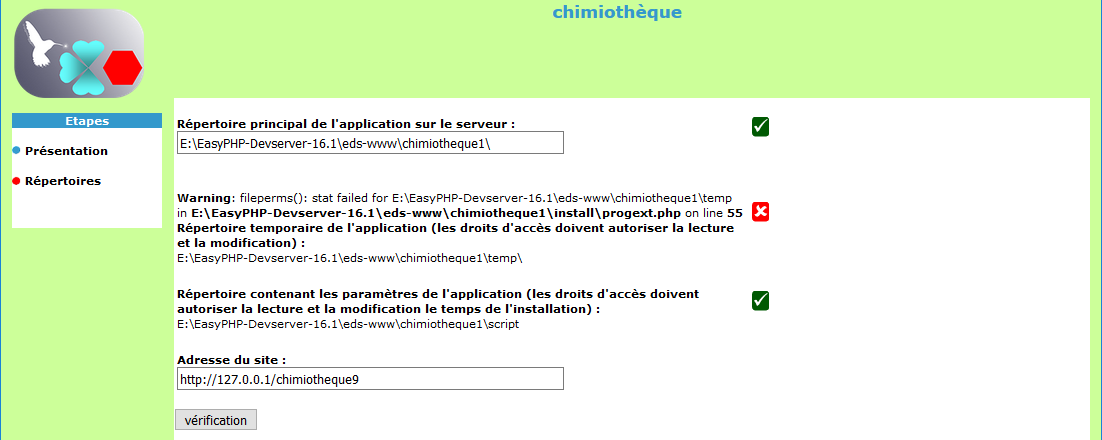 chimiothèque
Etapes
Présentation
Répertoires
Répertoire principal de l'application sur le serveur :
E:\EasyPHP-Devserver-16.1\eds-www\chimiotheque1\
Warning: fileperms(): stat failed for E:\EasyPHP-Devserver-16.1\eds-www\chimiotheque1\temp
in E:\EasyPHP-Devserver-16.1\eds-www\chimiotheque1\install\progext.php on line 55
Répertoire temporaire de l'application (les droits d'accès doivent autoriser la lecture
et la modification) :
E:\EasyPHP-Devserver-16.1\eds-www\chimiotheque1\temp\
Répertoire contenant les paramètres de l'application (les droits d'accès doivent
autoriser la lecture et la modification le temps de l'installation) :
E:\EasyPHP-Devserver-16.1\eds-www\chimiotheque1\script
Adresse du site :
http://127.0.0.1/chimiotheque9
vérification